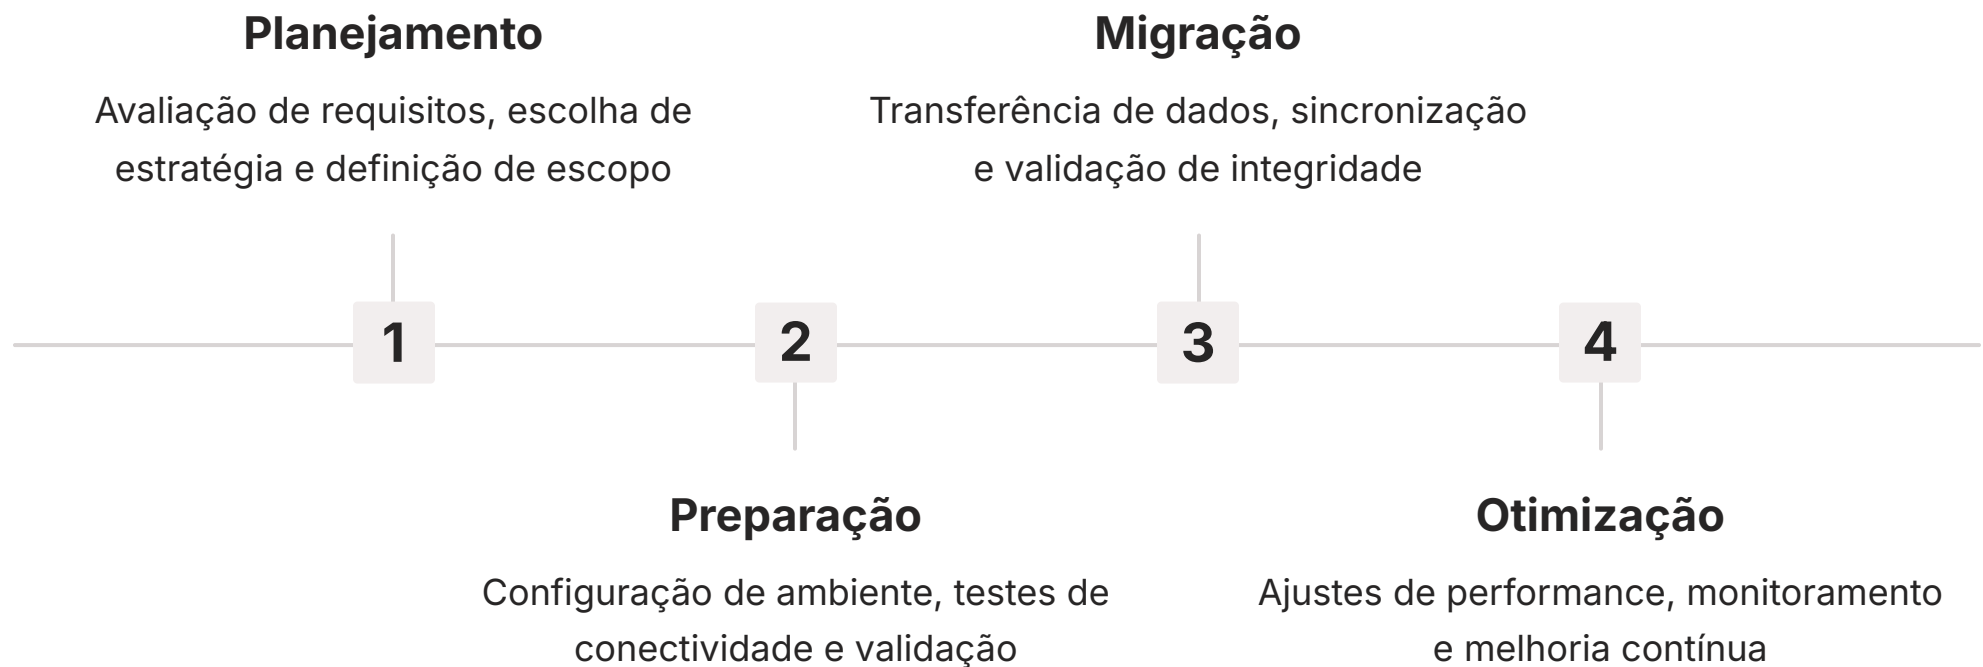 Planejamento
Avaliação de requisitos, escolha de
estratégia e definição de escopo
Migração
Transferência de dados, sincronização
e validação de integridade
1
2
3
4
Preparação
Configuração de ambiente, testes de
conectividade e validação
Otimização
Ajustes de performance, monitoramento
e melhoria contínua